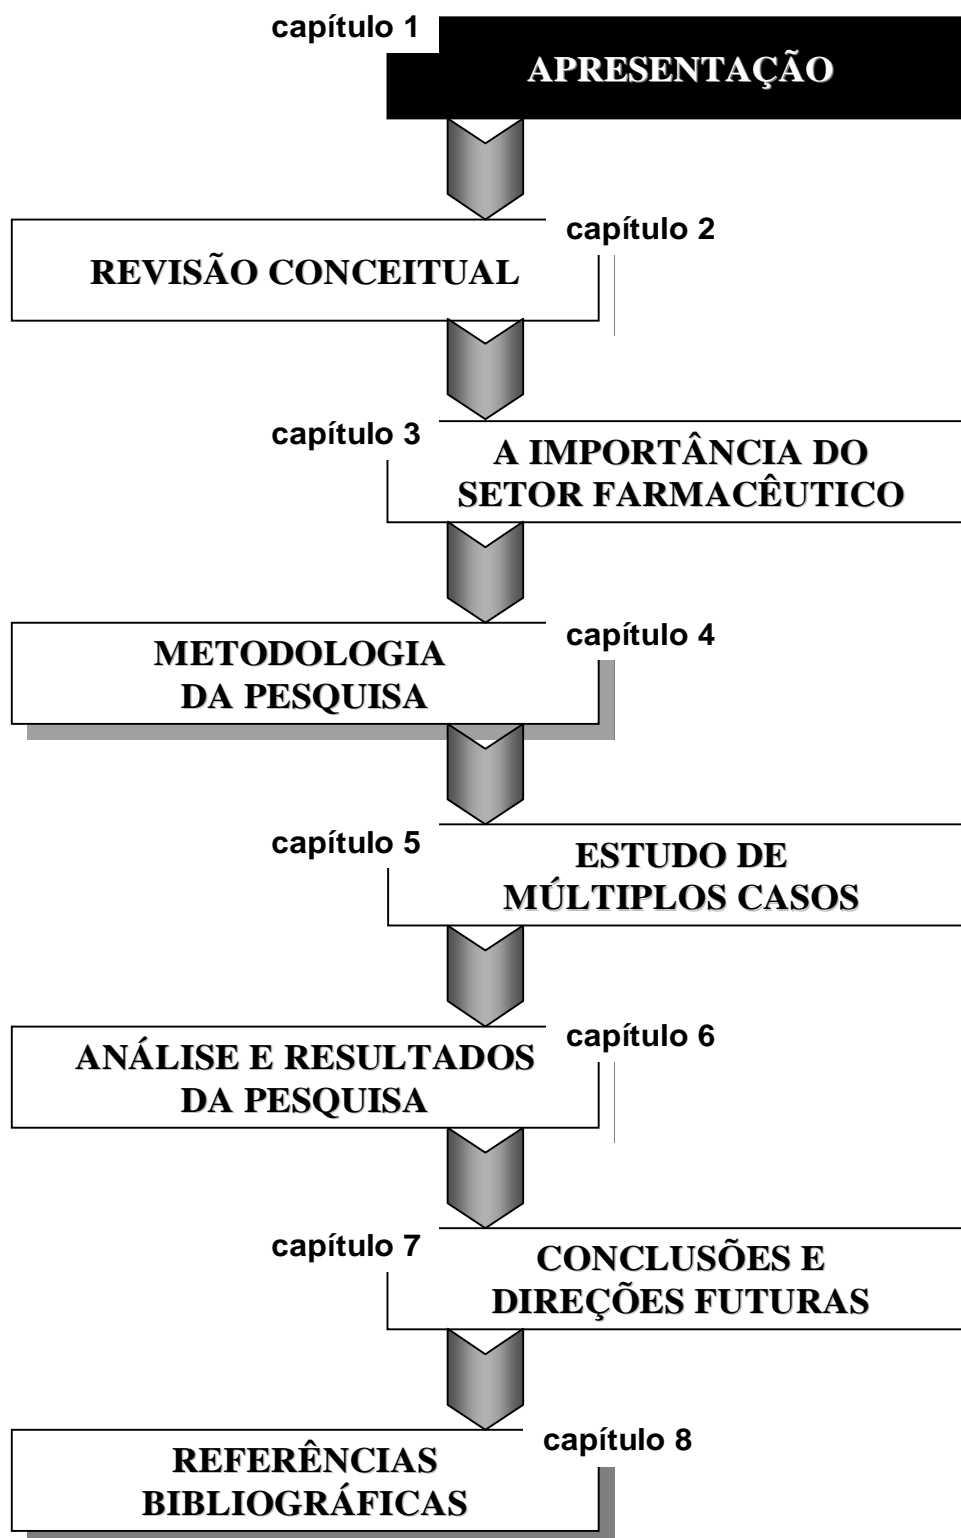 capítulo 1
APRESENTAÇÃO
capítulo 2
REVISÃO CONCEITUAL
capítulo 3
A IMPORTÂNCIA DO
SETOR FARMACÊUTICO
capítulo 4
METODOLOGIA
DA PESQUISA
capítulo 5
ESTUDO DE
MÚLTIPLOS CASOS
capítulo 6
ANÁLISE E RESULTADOS
DA PESQUISA
capítulo 7
CONCLUSÕES E
DIREÇÕES FUTURAS
capítulo 8
REFERÊNCIAS
BIBLIOGRÁFICAS